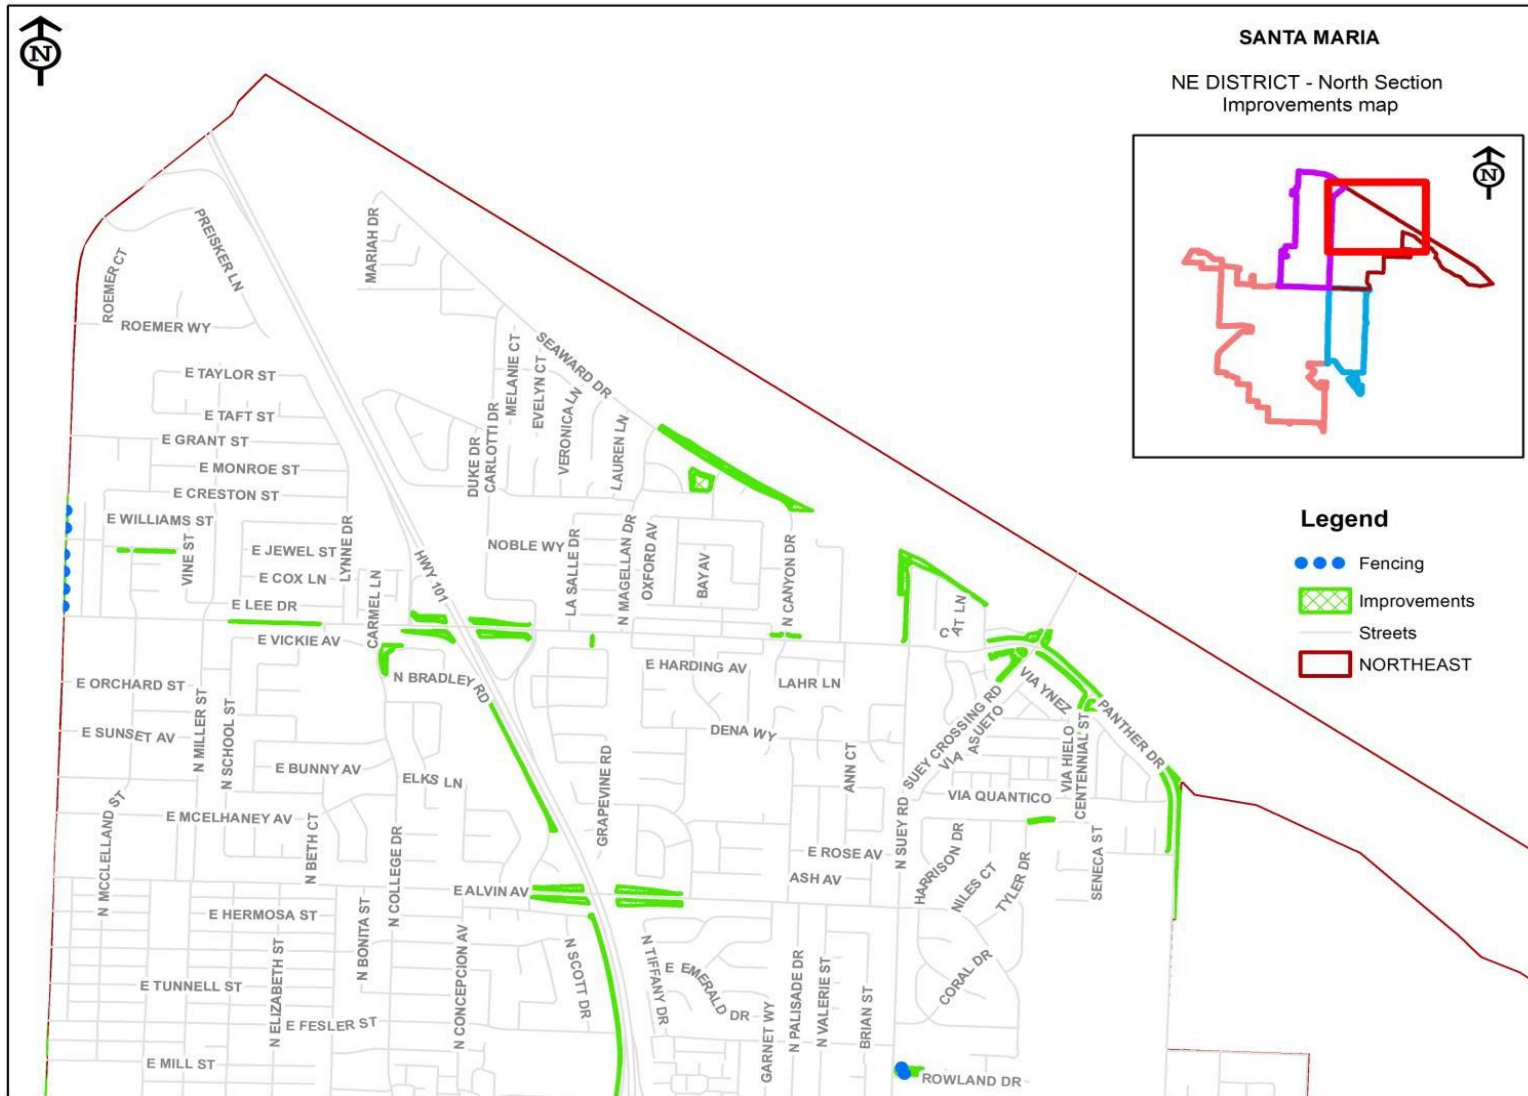 N
SANTA MARIA
NE DISTRICT - North Section
Improvements map
N
Legend
Fencing
Improvements
Streets
NORTHEAST
MARIAH DR
PREISKER LN
ROEMER CT
ROEMER WY
E TAYLOR ST
E TAFT ST
E GRANT ST
E MONROE ST
E CRESTON ST
E WILLIAMS ST
VINE ST
E JEWEL ST
E COX LN
LYNNE DR
E LEE DR
E VICKIE AV
CARMEL LN
HWY 101
SEAWARD DR
MELANIE CT
EVELYN CT
VERONICA LN
LAUREN LN
DUKE DR
CARLOTTI DR
NOBLE WY
LA SALLE DR
N MAGELLAN DR
OXFORD AV
BAY AV
N CANYON DR
CAT LN
E HARDING AV
LAHR LN
E ORCHARD ST
N BRADLEY RD
E SUNSET AV
N MILLER ST
N SCHOOL ST
DENA WY
N SUEY CROSSING RD
VIA ASUETO
VIA YNEZ
PANTHER DR
VIA HIELO
CENTENNIAL ST
E BUNNY AV
ELKS LN
GRAPEVINE RD
ANN CT
VIA QUANTICO
N MCCLELLAND ST
E MCELHANEY AV
N BETH CT
N COLLEGE DR
N SUEY RD
E ROSE AV
ASH AV
HARRISON DR
NILES CT
TYLER DR
SENECA ST
E ALVIN AV
E HERMOSA ST
N BONITA ST
N ELIZABETH ST
N CONCEPCION AV
N SCOTT DR
N TIFFANY DR
E EMERALD DR
CORAL DR
E TUNNELL ST
E FESLER ST
E MILL ST
GARNET WY
N PALISADE DR
N VALERIE ST
BRIAN ST
ROWLAND DR